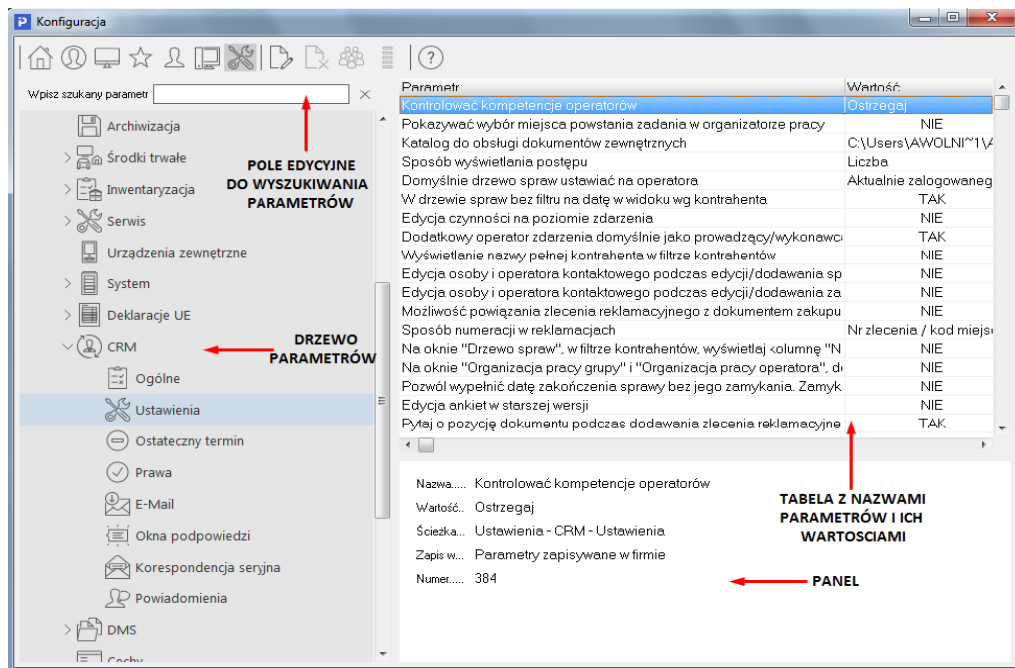 Konfiguracja
Wpisz szukany parametr
Archiwizacja
Środki trwałe
Inwentaryzacja
Serwis
Urządzenia zewnętrzne
System
Deklaracje UE
CRM
Ogólne
Ustawienia
Ostateczny termin
Prawa
E-Mail
Okna podpowiedzi
Korespondencja seryjna
Powiadomienia
DMS
Cechy
POLE EDYCYJNE
DO WYSZUKIWANIA
PARAMETRÓW
DRZEWO
PARAMETRÓW
Parametr Wartość
Kontrolować kompetencje operatorów Ostrzegaj
Pokazywać wybór miejsca powstania zadania w organizatorze pracy NIE
Katalog do obsługi dokumentów zewnętrznych C:\Users\AWOLNI~1\A
Sposób wyświetlania postępu Liczba
Domyślnie drzewo spraw ustawiać na operatora Aktualnie zalogowaneg
W drzewie spraw bez filtru na datę w widoku wg kontrahenta TAK
Edycja czynności na poziomie zdarzenia NIE
Dodatkowy operator zdarzenia domyślnie jako prowadzący/wykonawc TAK
Wyświetlanie nazwy pełnej kontrahenta w filtrze kontrahentów NIE
Edycja osoby i operatora kontaktowego podczas edycji/dodawania sp NIE
Edycja osoby i operatora kontaktowego podczas edycji/dodawania za NIE
Możliwość powiązania zlecenia reklamacyjnego z dokumentem zakupu NIE
Sposób numeracji w reklamacjach Nr zlecenia / kod miejs
Na oknie "Drzewo spraw", w filtrze kontrahentów, wyświetlaj kolumnę "N NIE
Na oknie "Organizacja pracy grupy" i "Organizacja pracy operatora", d NIE
Pozwól wypełnić datę zakończenia sprawy bez jego zamykania. Zamyk NIE
Edycja ankiet w starszej wersji NIE
Pytaj o pozycję dokumentu podczas dodawania zlecenia reklamacyjne TAK
Nazwa..... Kontrolować kompetencje operatorów
Wartość.. Ostrzegaj
Ścieżka... Ustawienia - CRM - Ustawienia
Zapis w... Parametry zapisywane w firmie
Numer..... 384
TABELA Z NAZWAMI
PARAMETRÓW I ICH
WARTOSCIAMI
PANEL